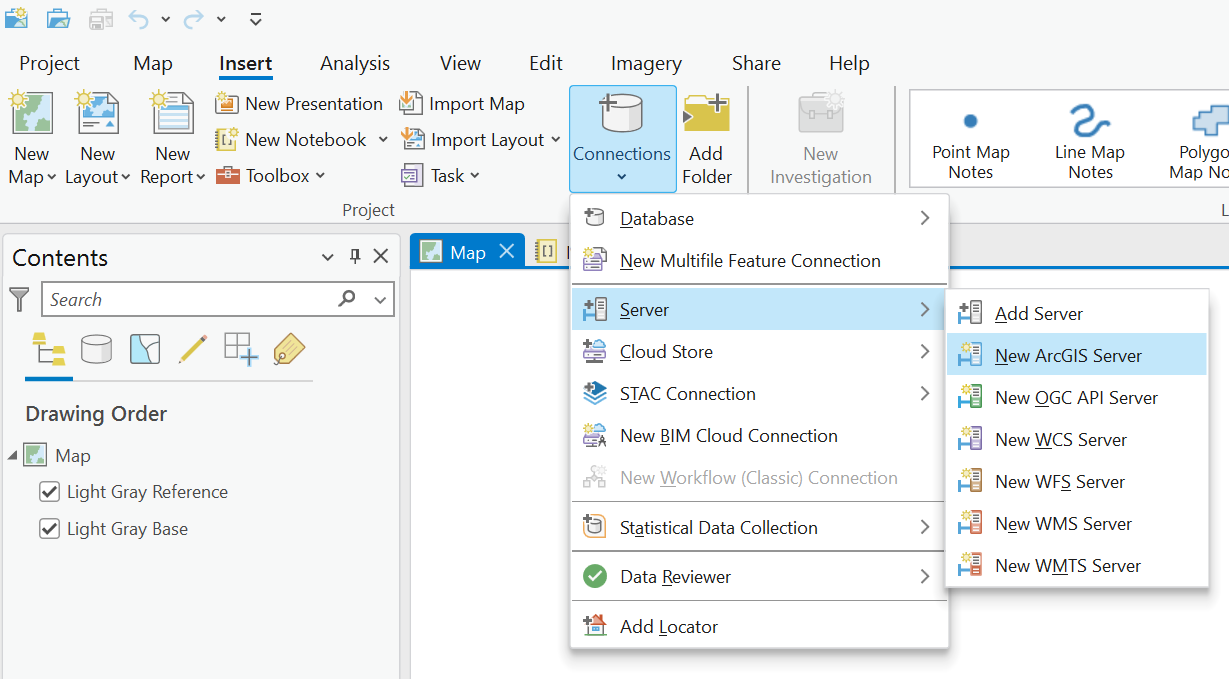 Project Map Insert Analysis View Edit Imagery Share Help
New Map
New Layout
New Report
New Presentation
New Notebook
Toolbox
Import Map
Import Layout
Task
Connections
Add Folder
New Investigation
Point Map Notes
Line Map Notes
Map
Project
Contents
Map
Search
Drawing Order
Map
Light Gray Reference
Light Gray Base
Database
New Multifile Feature Connection
Server
Cloud Store
STAC Connection
New BIM Cloud Connection
New Workflow (Classic) Connection
Statistical Data Collection
Data Reviewer
Add Locator
Add Server
New ArcGIS Server
New OGC API Server
New WCS Server
New WFS Server
New WMS Server
New WMTS Server